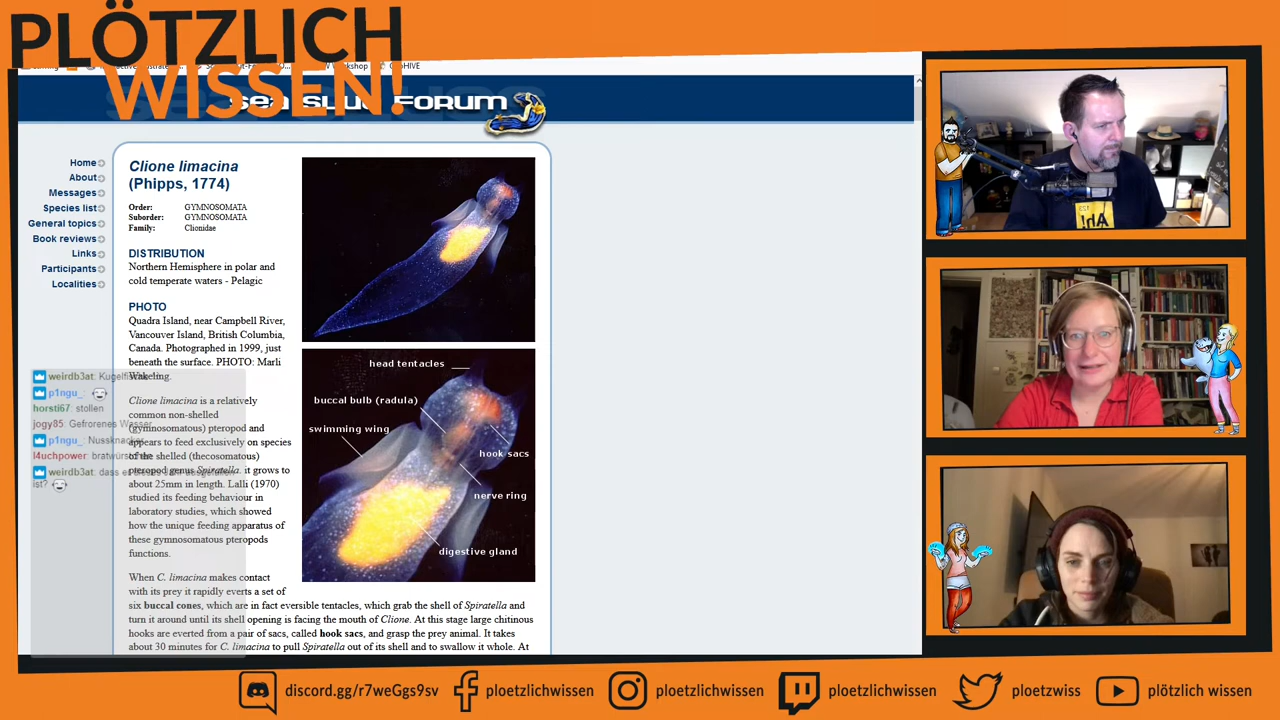 PLÖTZLICH
WISSEN!
SEA SLUG FORUM
Home
About
Messages
Species list
General topics
Book reviews
Links
Participants
Localities
Clione limacina
(Phipps, 1774)
Order: GYMNOSOMATA
Suborder: GYMNOSOMATA
Family: Clionidae
DISTRIBUTION
Northern Hemisphere in polar and
cold temperate waters - Pelagic
PHOTO
Quadra Island, near Campbell River,
Vancouver Island, British Columbia,
Canada. Photographed in 1999, just
beneath the surface. PHOTO: Marli
Wakeling.
Clione limacina is a relatively
common non-shelled
(gymnosomatous) pteropod and
appears to feed exclusively on species
of the shelled (thecosomatous)
pteropod genus Spiratella. it grows to
about 25mm in length. Lalli (1970)
studied its feeding behaviour in
laboratory studies, which showed
how the unique feeding apparatus of
these gymnosomatous pteropods
functions.
When C. limacina makes contact
with its prey it rapidly everts a set of
six buccal cones, which are in fact eversible tentacles, which grab the shell of Spiratella and
turn it around until its shell opening is facing the mouth of Clione. At this stage large chitinous
hooks are everted from a pair of sacs, called hook sacs, and grasp the prey animal. It takes
about 30 minutes for C. limacina to pull Spiratella out of its shell and to swallow it whole. At
head tentacles
buccal bulb (radula)
swimming wing
hook sacs
nerve ring
digestive gland
weirdb3at:
p1ngu_:
horsti67: stollen
jogy85: Gefrorenes Wasser
p1ngu_: Nussknacker
l4uchpower: bratwürstchen
weirdb3at: dass es dieses Jahr ausgefallen
ist?
Ab!
discord.gg/r7weGgs9sv
ploetzlichwissen
ploetzlichwissen
ploetzlichwissen
ploetzwiss
plötzlich wissen